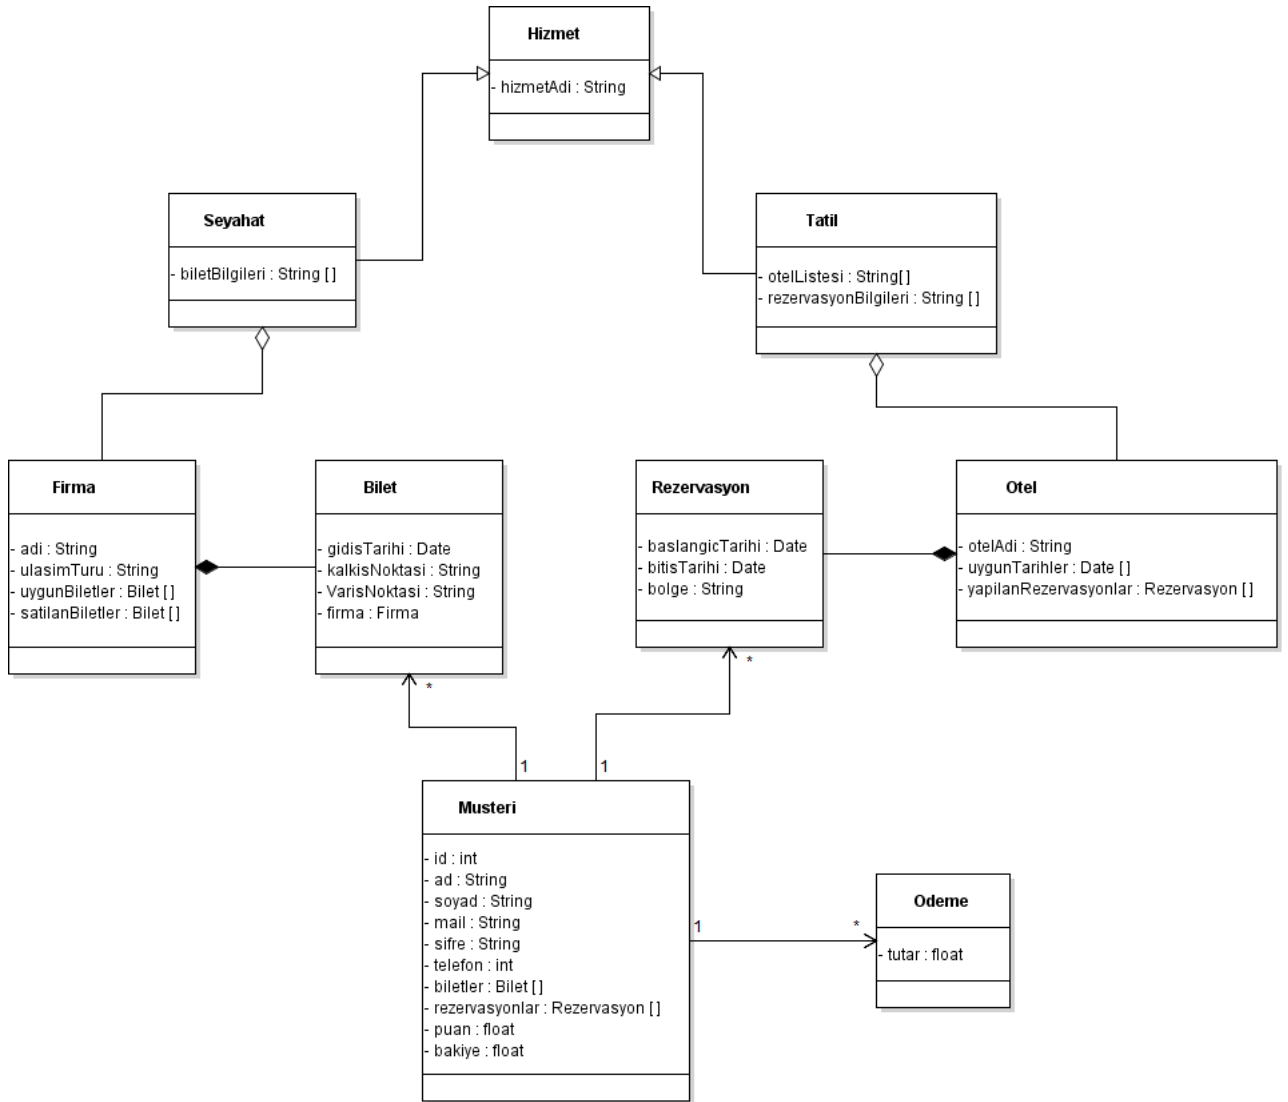 Hizmet
- hizmetAdi : String
Seyahat
- biletBilgileri : String [ ]
Tatil
- otelListesi : String[ ]
- rezervasyonBilgileri : String [ ]
Firma
- adi : String
- ulasimTuru : String
- uygunBiletler : Bilet [ ]
- satilanBiletler : Bilet [ ]
Bilet
- gidisTarihi : Date
- kalkisNoktasi : String
- VarisNoktasi : String
- firma : Firma
Rezervasyon
- baslangicTarihi : Date
- bitisTarihi : Date
- bolge : String
Otel
- otelAdi : String
- uygunTarihler : Date [ ]
- yapilanRezervasyonlar : Rezervasyon [ ]
*
*
1
1
Musteri
- id : int
- ad : String
- soyad : String
- mail : String
- sifre : String
- telefon : int
- biletler : Bilet [ ]
- rezervasyonlar : Rezervasyon [ ]
- puan : float
- bakiye : float
1
*
Odeme
- tutar : float